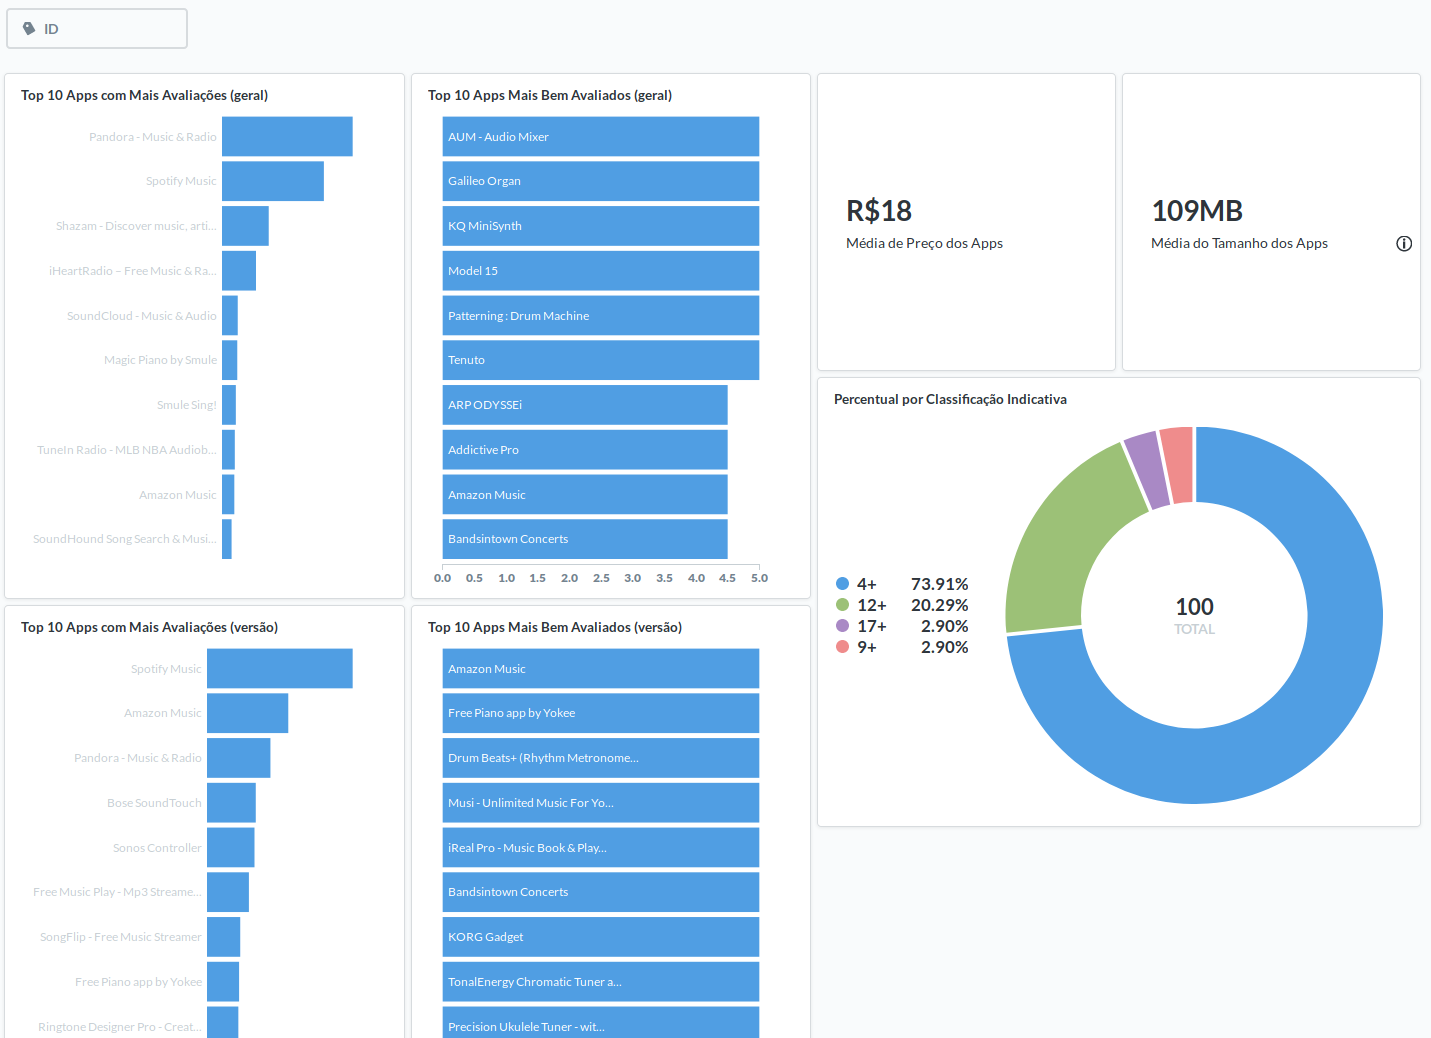 ID
Top 10 Apps com Mais Avaliações (geral)
Pandora - Music & Radio
Spotify Music
Shazam - Discover music, arti...
iHeartRadio – Free Music & Ra...
SoundCloud - Music & Audio
Magic Piano by Smule
Smule Sing!
TuneIn Radio - MLB NBA Audiob...
Amazon Music
SoundHound Song Search & Musi...
Top 10 Apps Mais Bem Avaliados (geral)
AUM - Audio Mixer
Galileo Organ
KQ MiniSynth
Model 15
Patterning : Drum Machine
Tenuto
ARP ODYSSEi
Addictive Pro
Amazon Music
Bandsintown Concerts
0.0 0.5 1.0 1.5 2.0 2.5 3.0 3.5 4.0 4.5 5.0
R$18
Média de Preço dos Apps
109MB
Média do Tamanho dos Apps
Percentual por Classificação Indicativa
4+ 73.91%
12+ 20.29%
17+ 2.90%
9+ 2.90%
100
TOTAL
Top 10 Apps com Mais Avaliações (versão)
Spotify Music
Amazon Music
Pandora - Music & Radio
Bose SoundTouch
Sonos Controller
Free Music Play - Mp3 Streame...
SongFlip - Free Music Streamer
Free Piano app by Yokee
Ringtone Designer Pro - Creat...
Top 10 Apps Mais Bem Avaliados (versão)
Amazon Music
Free Piano app by Yokee
Drum Beats+ (Rhythm Metronome...
Musi - Unlimited Music For Yo...
iReal Pro - Music Book & Play...
Bandsintown Concerts
KORG Gadget
TonalEnergy Chromatic Tuner a...
Precision Ukulele Tuner - wit...